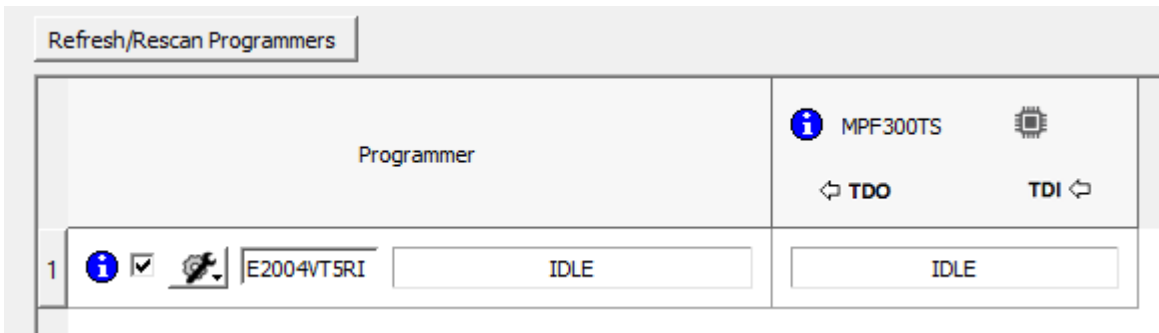 Refresh/Rescan Programmers
Programmer
MPF300TS
TDO TDI
1 E2004VT5RI IDLE IDLE